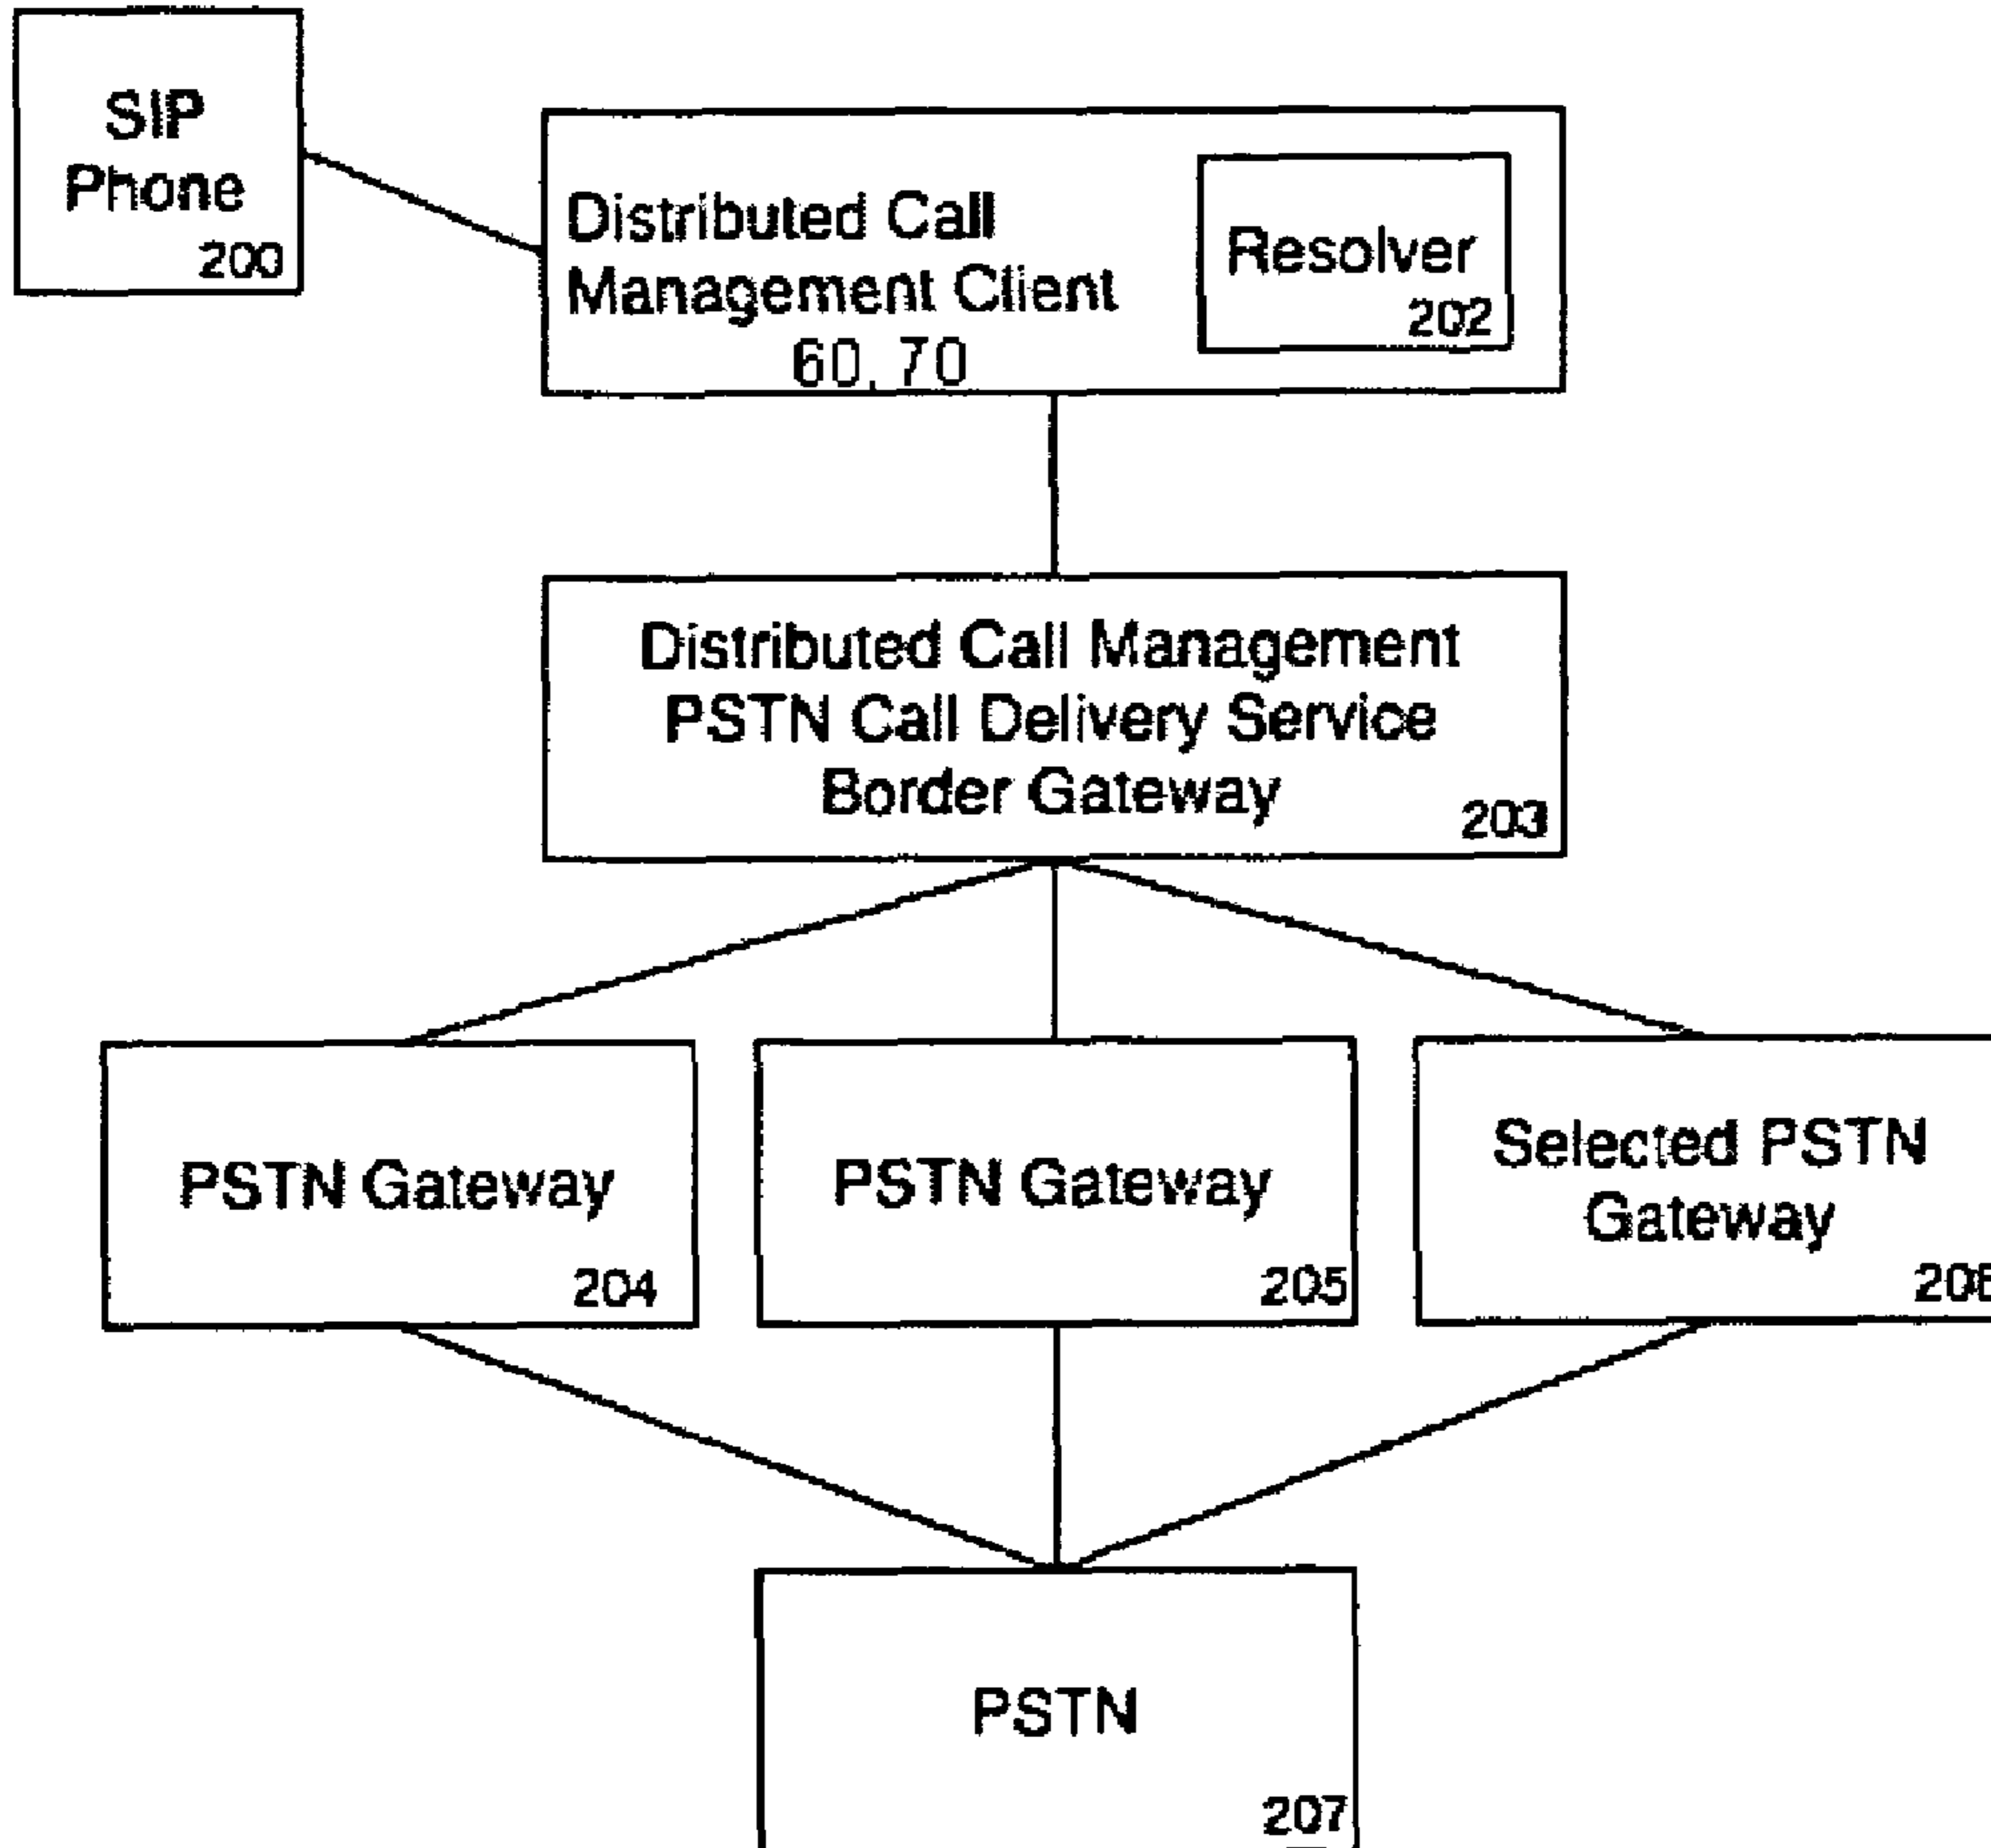 SIP
Phone
200
Distributed Call
Management Client
60, 70
Resolver
202
Distributed Call Management
PSTN Call Delivery Service
Border Gateway
203
PSTN Gateway
204
PSTN Gateway
205
Selected PSTN
Gateway
206
PSTN
207